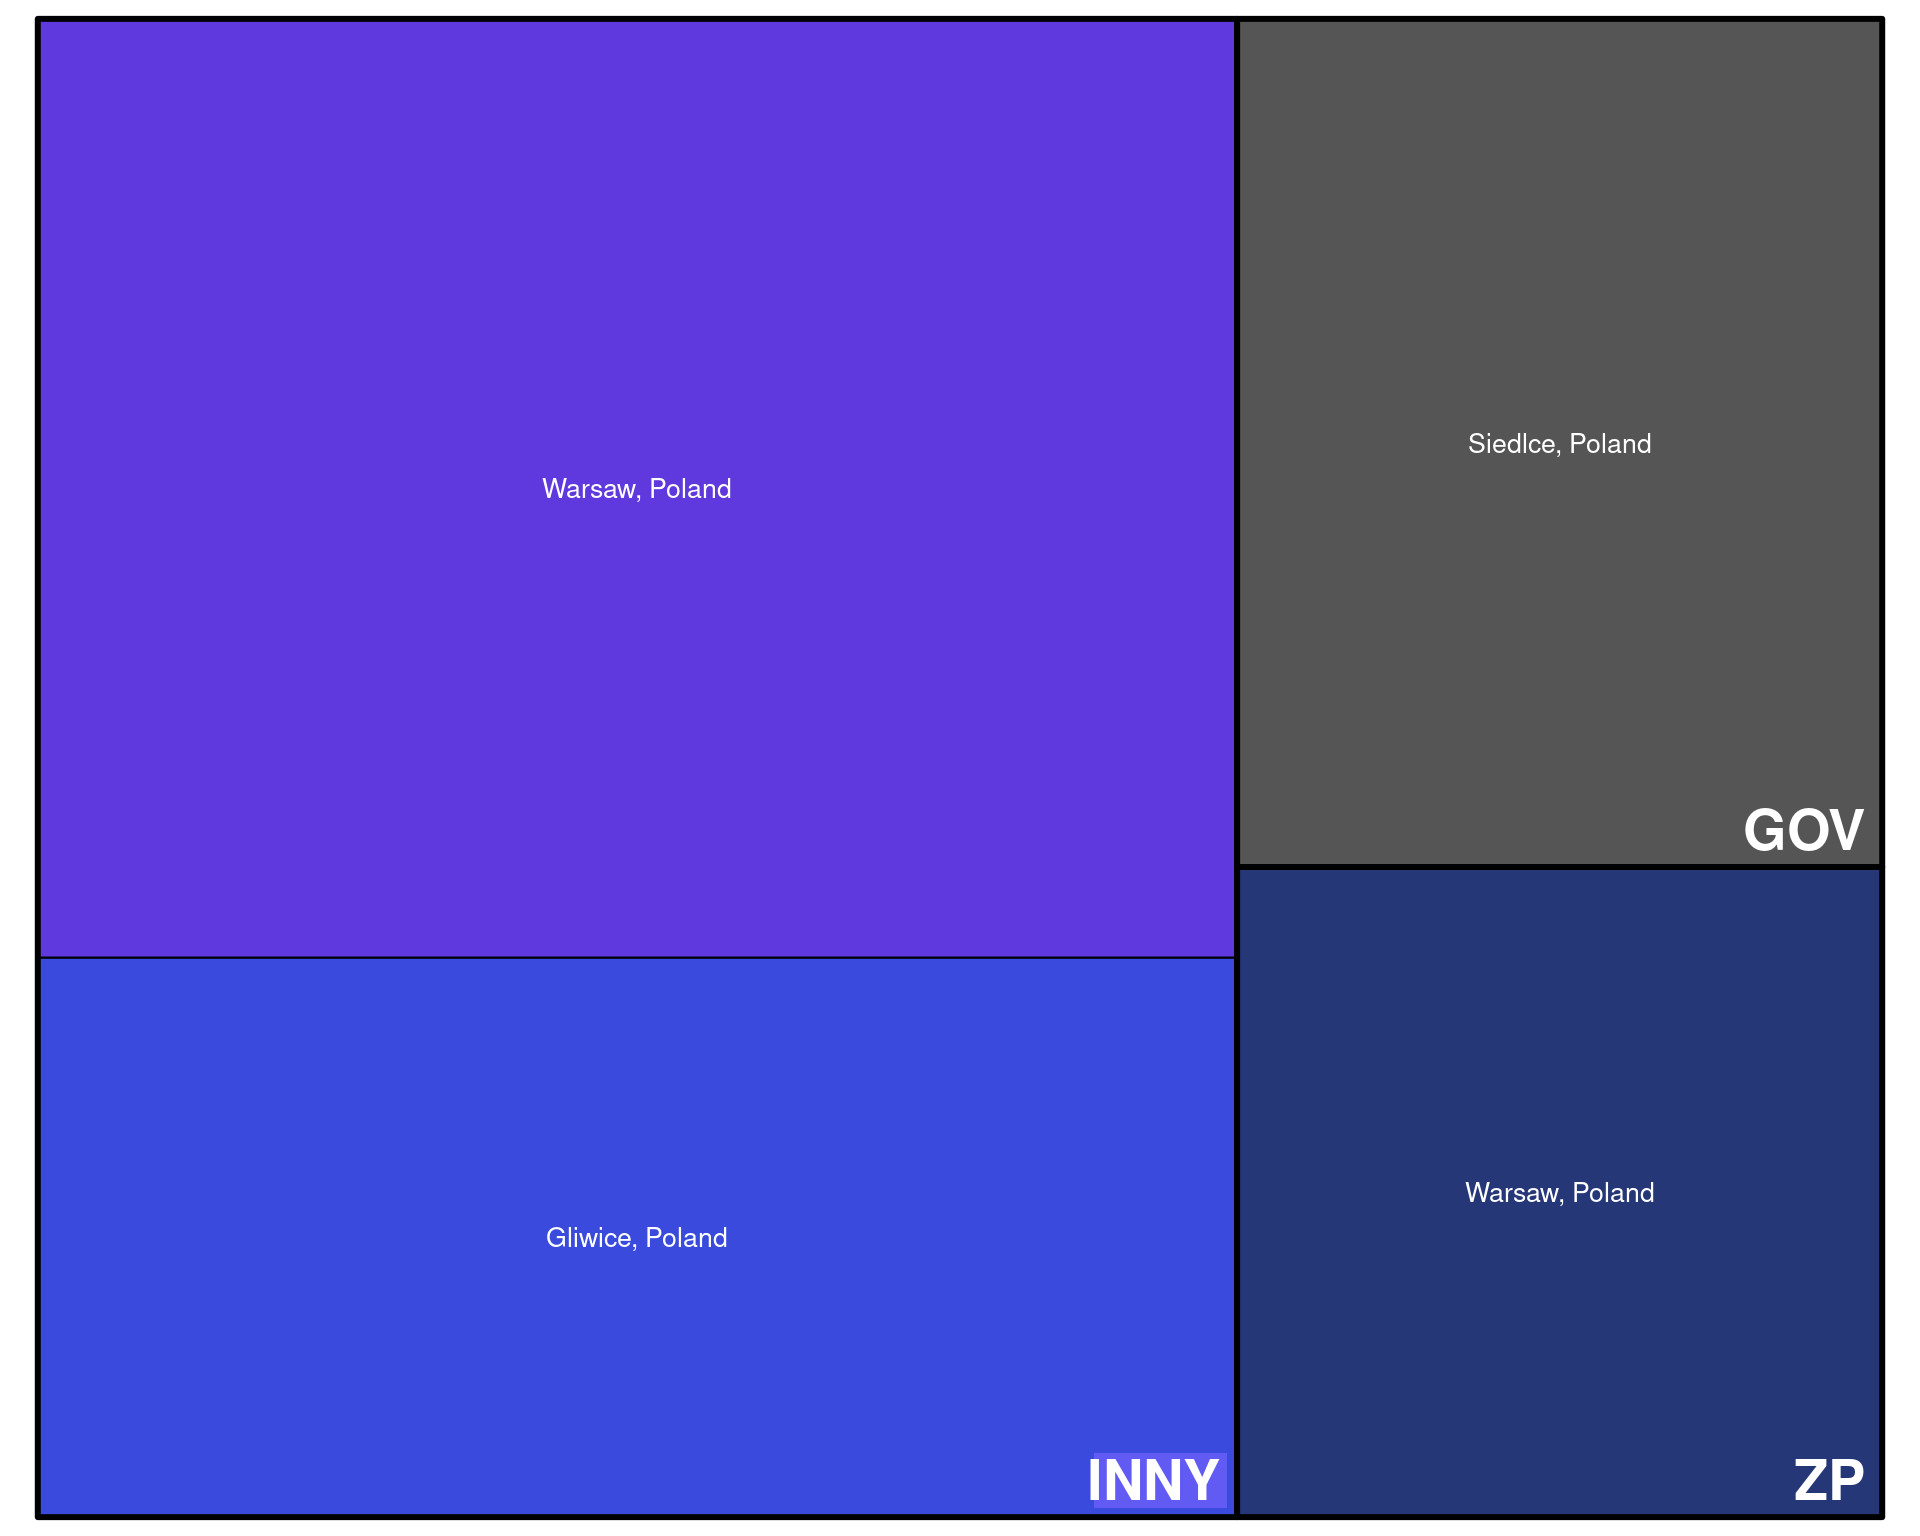 Warsaw, Poland
Gliwice, Poland
INNY
Siedlce, Poland
GOV
Warsaw, Poland
ZP